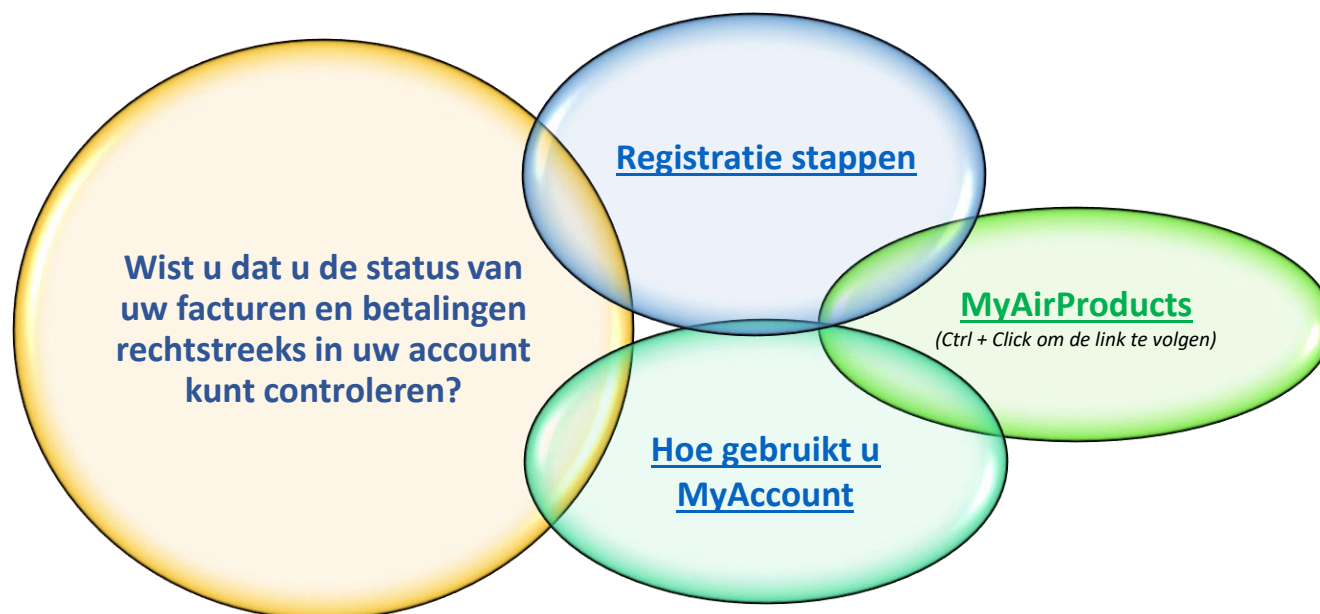 Wist u dat u de status van
uw facturen en betalingen
rechtstreeks in uw account
kunt controleren?
Registratie stappen
MyAirProducts
(Ctrl + Click om de link te volgen)
Hoe gebruikt u
MyAccount